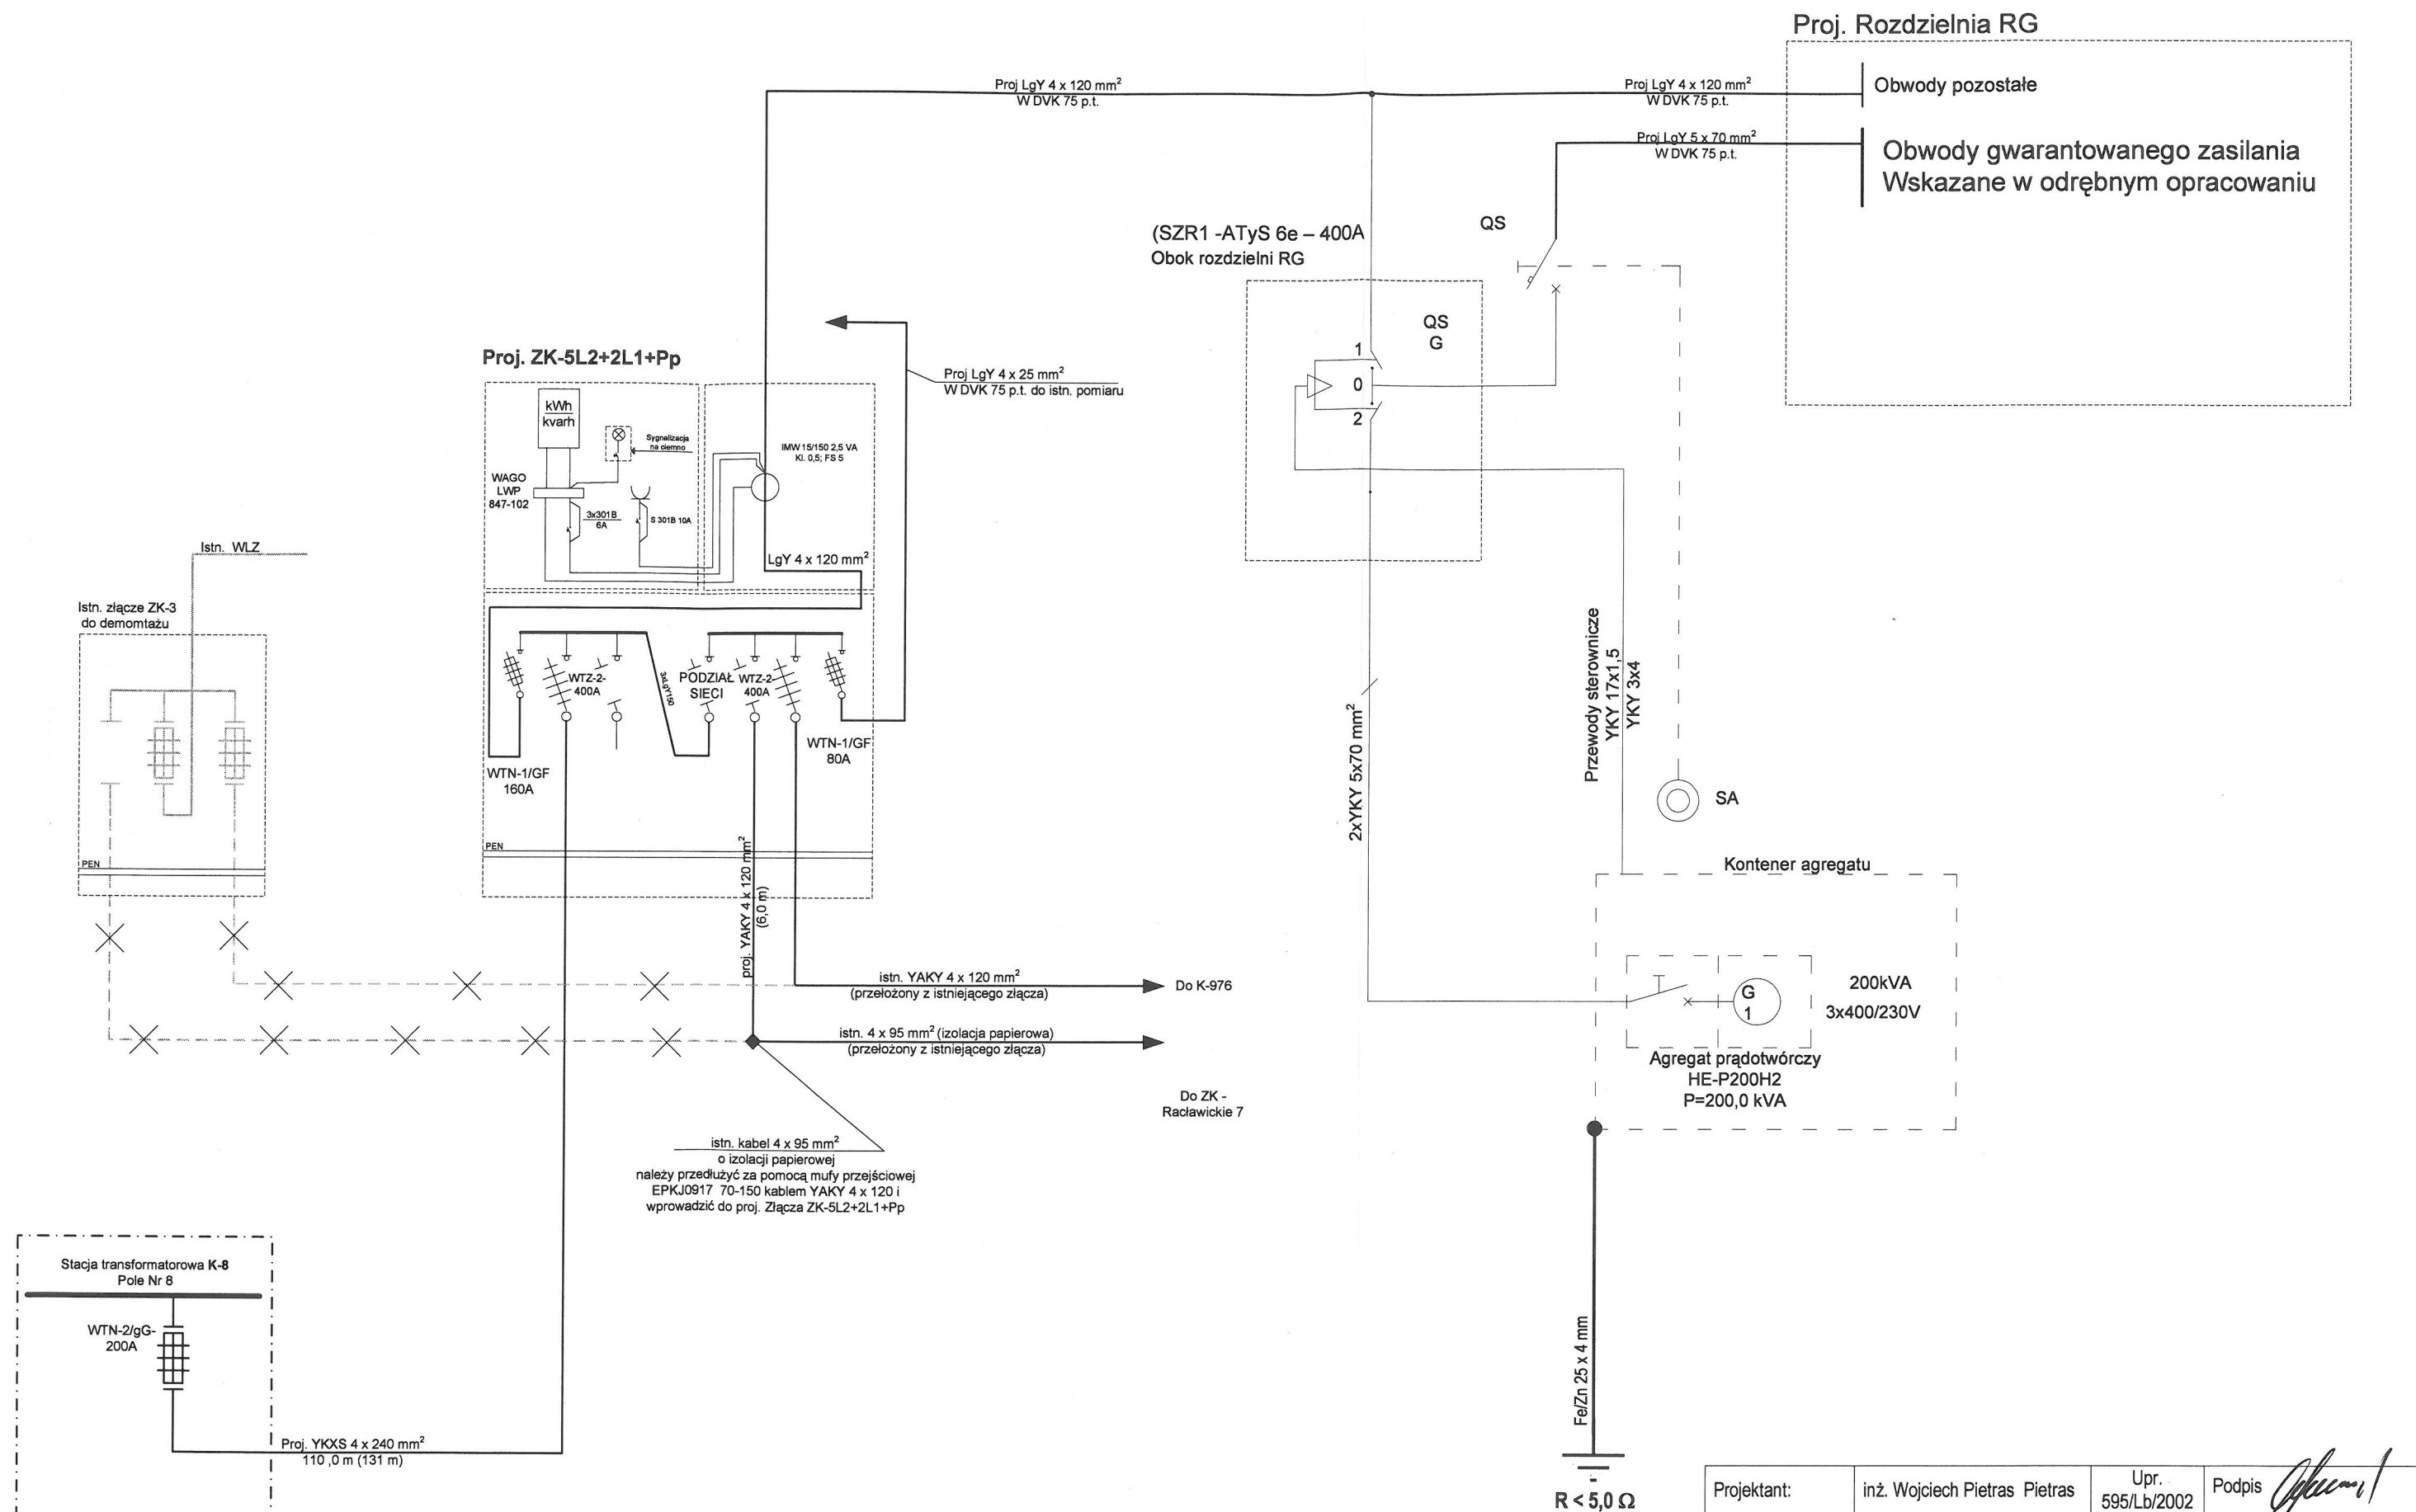 Proj. Rozdzielnia RG
Proj LgY 4 x 120 mm²
W DVK 75 p.t.
Proj LgY 4 x 120 mm²
W DVK 75 p.t.
Obwody pozostałe
Proj LgY 5 x 70 mm²
W DVK 75 p.t.
Obwody gwarantowanego zasilania
Wskazane w odrębnym opracowaniu
(SZR1 -ATyS 6e – 400A
Obok rozdzielni RG
QS
QS
G
1
0
2
Proj. ZK-5L2+2L1+Pp
Proj LgY 4 x 25 mm²
W DVK 75 p.t. do istn. pomiaru
kWh
kvarh
Sygnalizacja
na ciemno
IMW 15/150 2,5 VA
Kl. 0,5; FS 5
WAGO
LWP
847-102
3x301B
6A
S 301B 10A
LgY 4 x 120 mm²
Istn. WLZ
Istn. złącze ZK-3
do demomtażu
WTZ-2-
400A
3xLgY150
PODZIAŁ
SIECI
WTZ-2-
400A
WTN-1/GF
160A
WTN-1/GF
80A
PEN
PEN
proj. YAKY 4 x 120 mm²
(6,0 m)
2xYKY 5x70 mm²
Przewody sterownicze
YKY 17x1,5
YKY 3x4
SA
Kontener agregatu
istn. YAKY 4 x 120 mm²
(przełożony z istniejącego złącza)
Do K-976
istn. 4 x 95 mm² (izolacja papierowa)
(przełożony z istniejącego złącza)
Do ZK -
Racławickie 7
G
1
200kVA
3x400/230V
Agregat prądotwórczy
HE-P200H2
P=200,0 kVA
istn. kabel 4 x 95 mm²
o izolacji papierowej
należy przedłużyć za pomocą mufy przejściowej
EPKJ0917 70-150 kablem YAKY 4 x 120 i
wprowadzić do proj. Złącza ZK-5L2+2L1+Pp
Stacja transformatorowa K-8
Pole Nr 8
WTN-2/gG-
200A
Proj. YKXS 4 x 240 mm²
110 ,0 m (131 m)
Fe/Zn 25 x 4 mm
R < 5,0 Ω
Projektant:
inż. Wojciech Pietras Pietras
Upr.
595/Lb/2002
Podpis